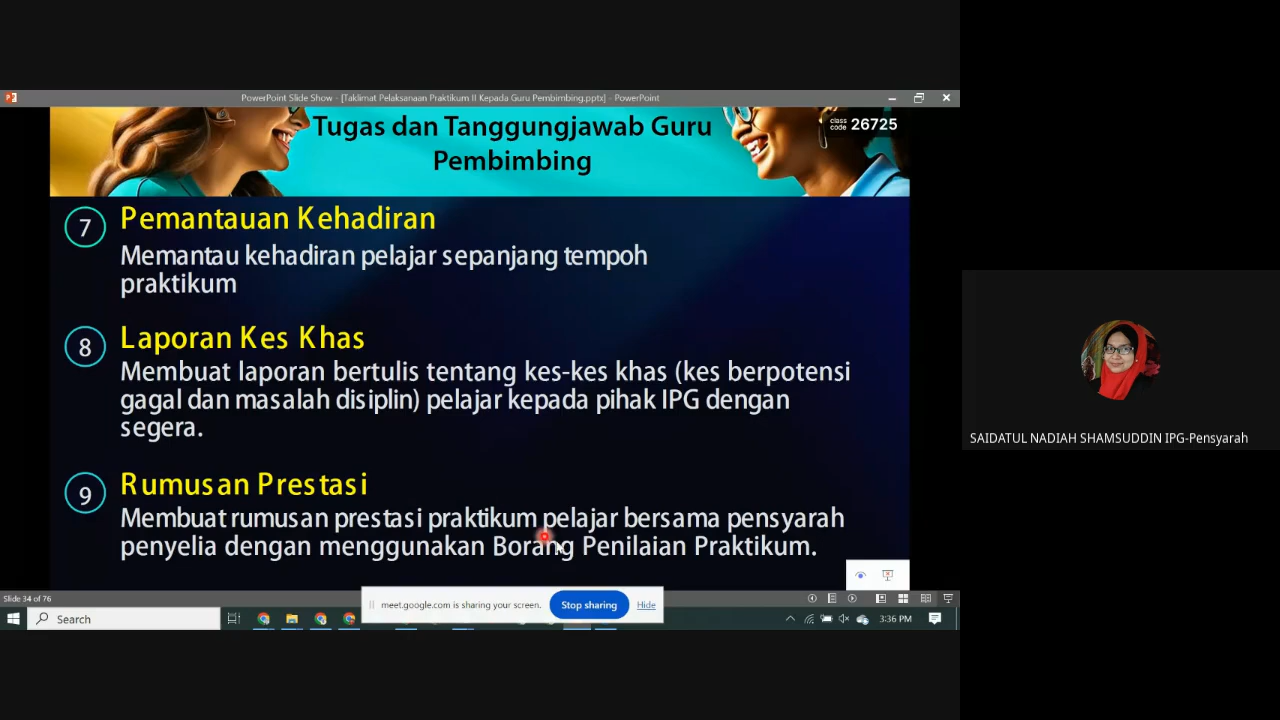 PowerPoint Slide Show - [Taklimat Pelaksanaan Praktikum II Kepada Guru Pembimbing.pptx] - PowerPoint
Tugas dan Tanggungjawab Guru
Pembimbing
class
code 26725
7
Pemantauan Kehadiran
Memantau kehadiran pelajar sepanjang tempoh
praktikum
8
Laporan Kes Khas
Membuat laporan bertulis tentang kes-kes khas (kes berpotensi
gagal dan masalah disiplin) pelajar kepada pihak IPG dengan
segera.
9
Rumusan Prestasi
Membuat rumusan prestasi praktikum pelajar bersama pensyarah
penyelia dengan menggunakan Borang Penilaian Praktikum.
SAIDATUL NADIAH SHAMSUDDIN IPG-Pensyarah
Slide 34 of 76
meet.google.com is sharing your screen.
Stop sharing
Hide
Search
3:36 PM